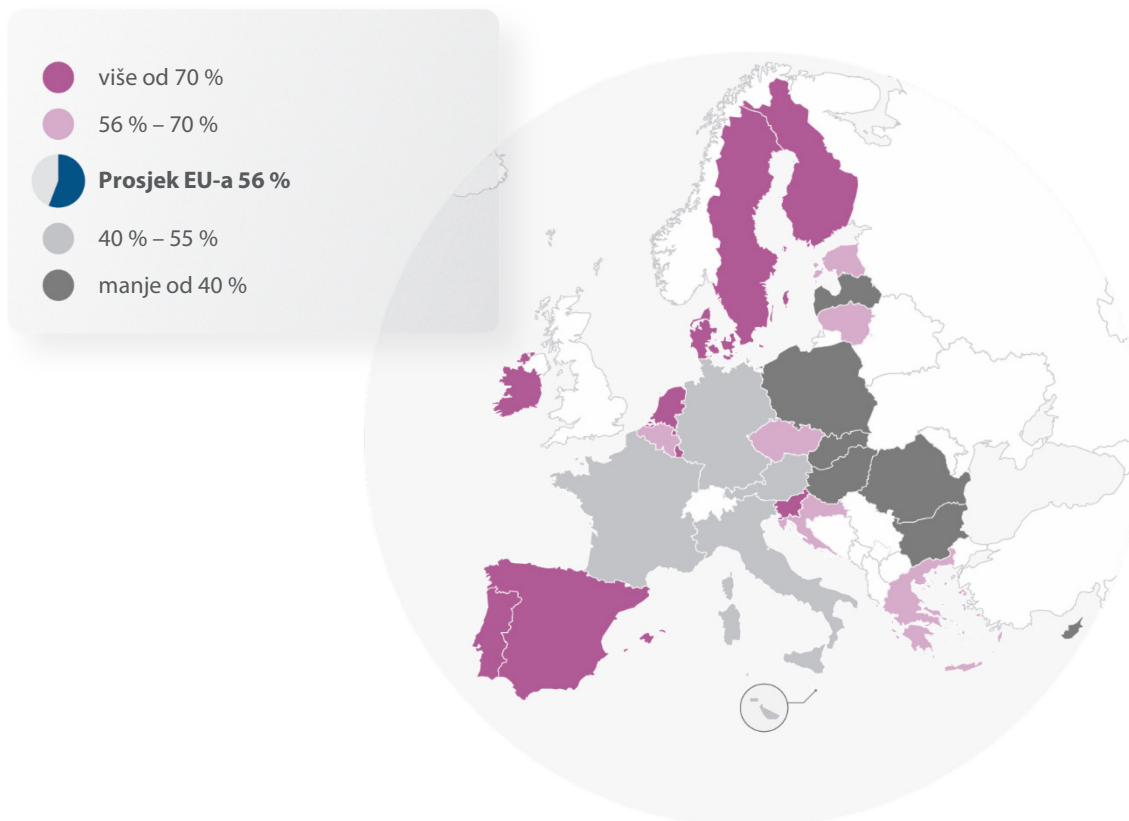 više od 70 %
56 % – 70 %
Prosjek EU-a 56 %
40 % – 55 %
manje od 40 %